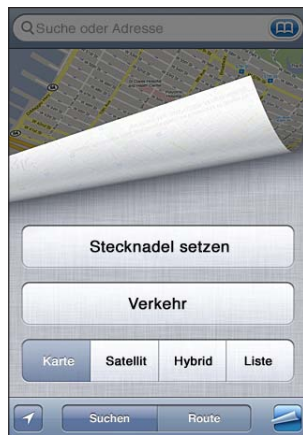 Suche oder Adresse
Stecknadel setzen
Verkehr
Karte Satellit Hybrid Liste
Suchen Route